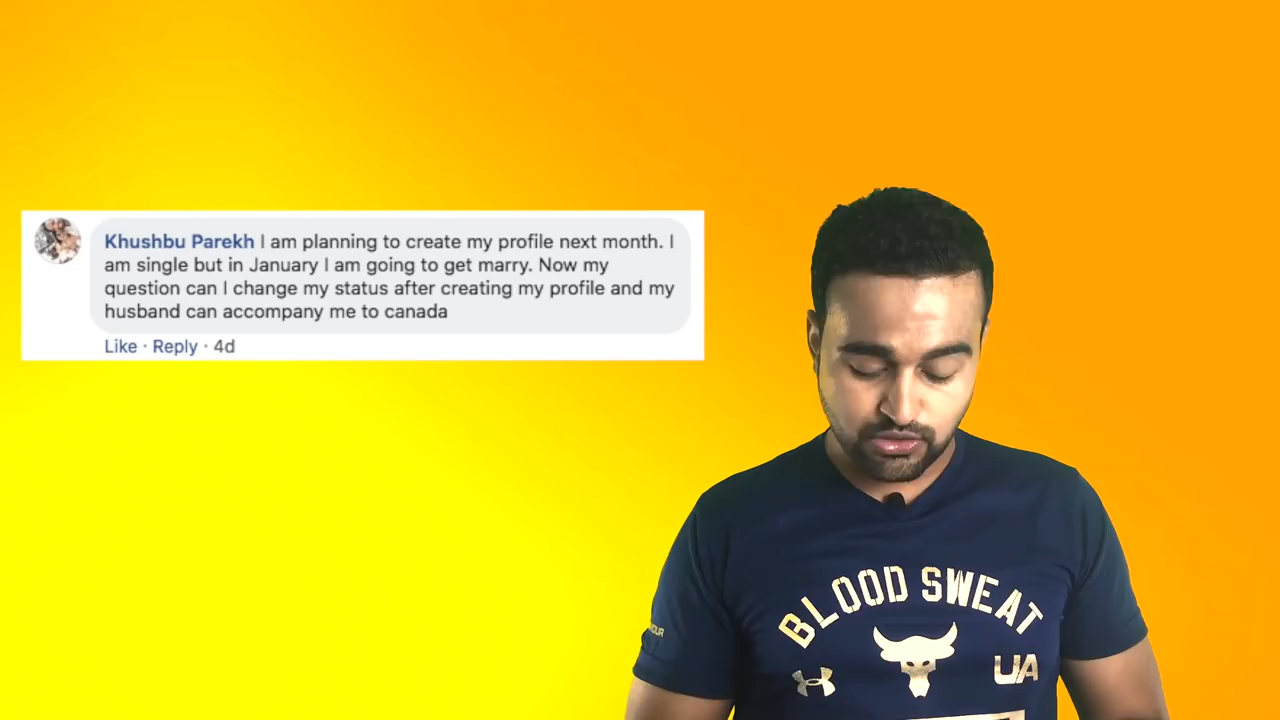 Khushbu Parekh I am planning to create my profile next month. I
am single but in January I am going to get marry. Now my
question can I change my status after creating my profile and my
husband can accompany me to canada
Like · Reply · 4d
BLOOD SWEAT
UA